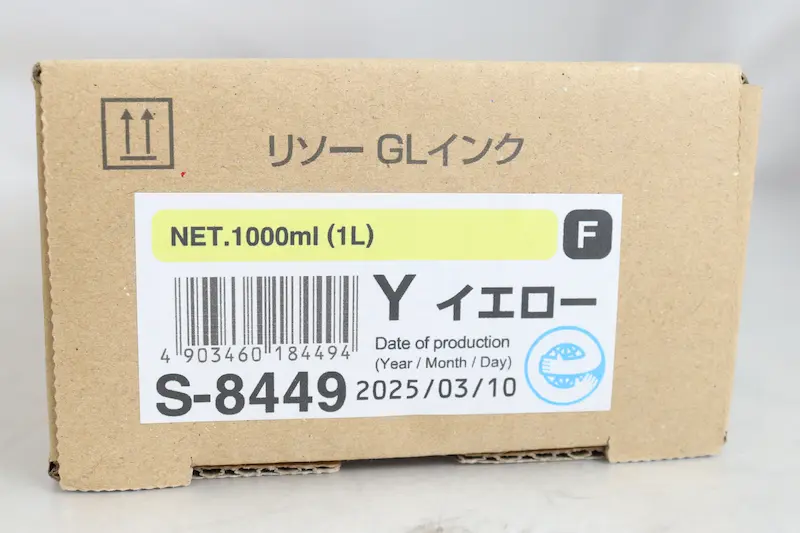 リソー GLインク
NET.1000ml (1L)
F
Y イエロー
4 903460 184494
Date of production
(Year / Month / Day)
S-8449 2025/03/10